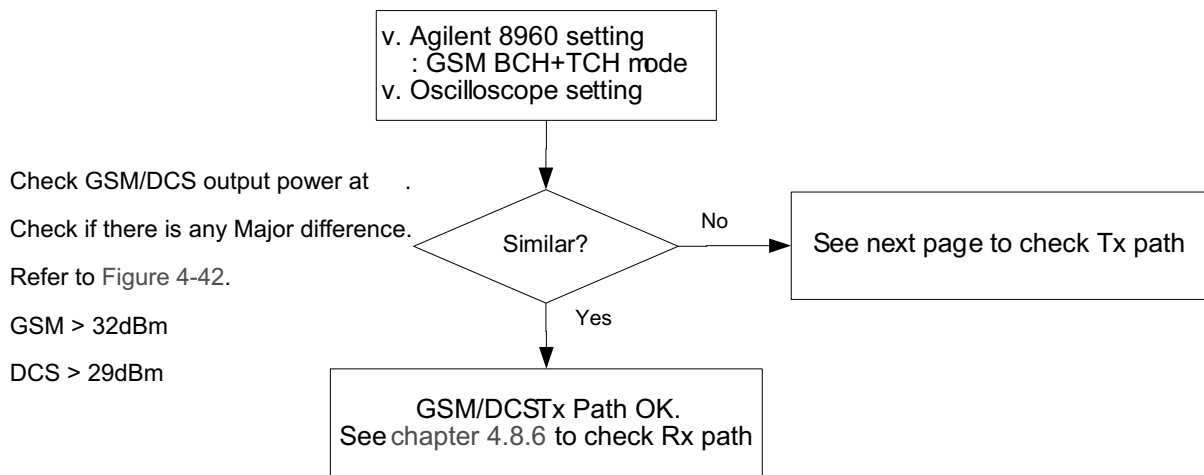 v. Agilent 8960 setting
: GSM BCH+TCH mode
v. Oscilloscope setting
Check GSM/DCS output power at .
Check if there is any Major difference.
Refer to Figure 4-42.
GSM > 32dBm
DCS > 29dBm
Similar?
No
See next page to check Tx path
Yes
GSM/DCSTx Path OK.
See chapter 4.8.6 to check Rx path